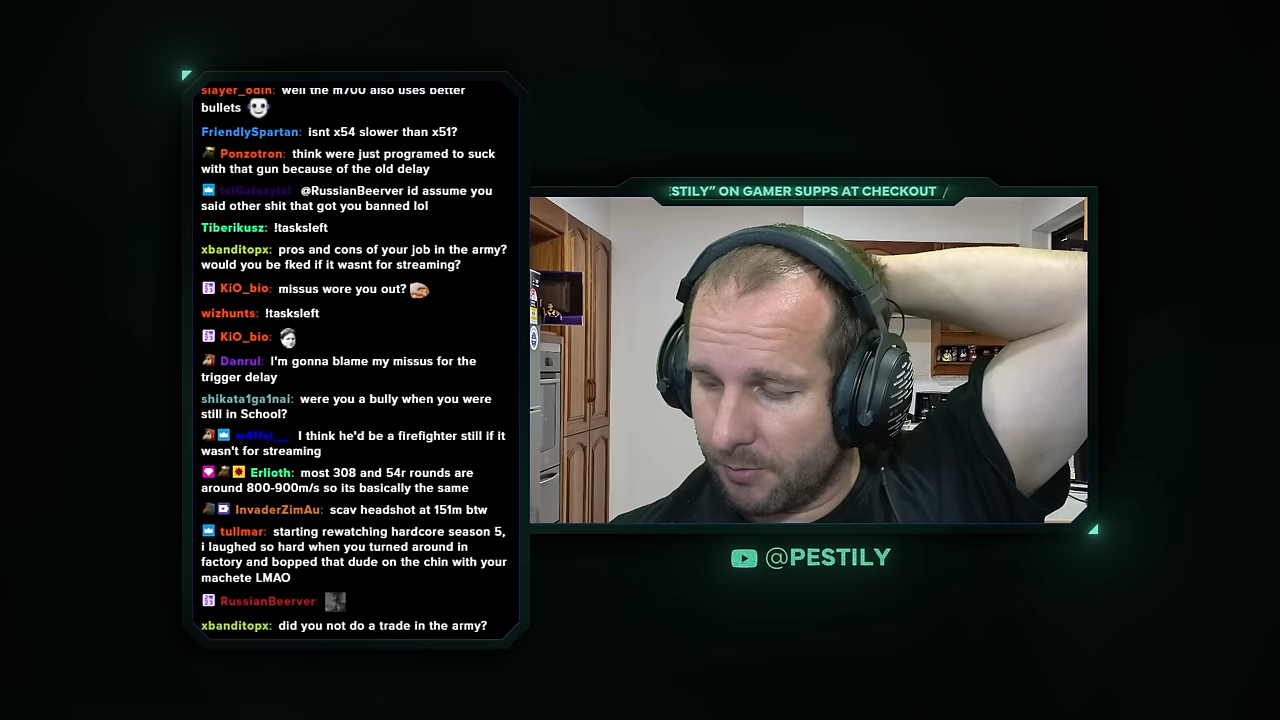 slayer_odin: well the m700 also uses better
bullets
FriendlySpartan: isnt x54 slower than x51?
Ponzotron: think were just programed to suck
with that gun because of the old delay
@RussianBeerver id assume you
said other shit that got you banned lol
Tiberikusz: !tasksleft
xbanditopx: pros and cons of your job in the army?
would you be fked if it wasnt for streaming?
KiO_bio: missus wore you out?
wizhunts: !tasksleft
KiO_bio:
Danrul: I'm gonna blame my missus for the
trigger delay
shikata1ga1nai: were you a bully when you were
still in School?
I think he'd be a firefighter still if it
wasn't for streaming
Erlioth: most 308 and 54r rounds are
around 800-900m/s so its basically the same
InvaderZimAu: scav headshot at 151m btw
tullmar: starting rewatching hardcore season 5,
i laughed so hard when you turned around in
factory and bopped that dude on the chin with your
machete LMAO
RussianBeerver:
xbanditopx: did you not do a trade in the army?
STILY" ON GAMER SUPPS AT CHECKOUT /
@PESTILY